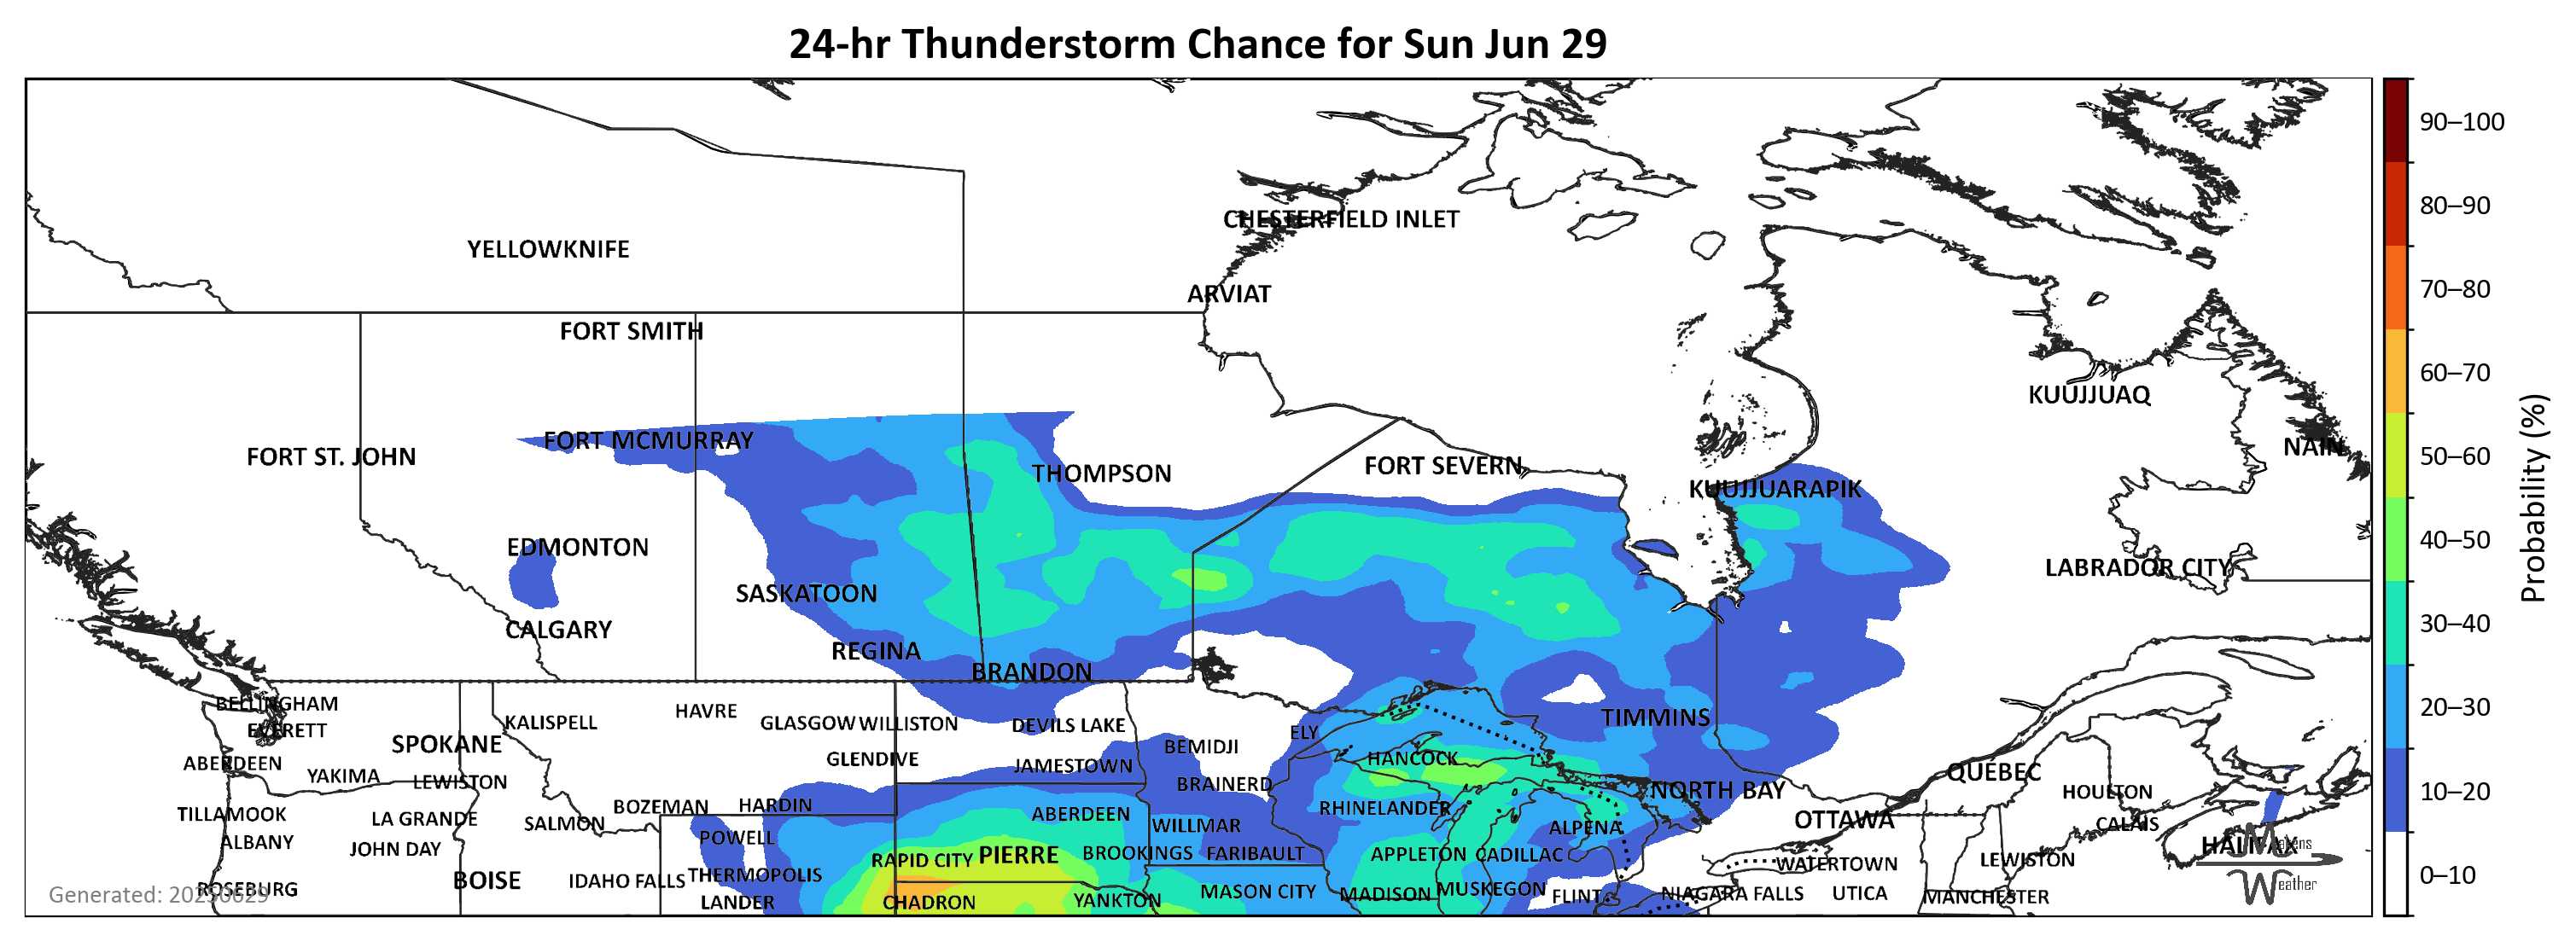 24-hr Thunderstorm Chance for Sun Jun 29
90–100
80–90
CHESTERFIELD INLET
YELLOWKNIFE
70–80
ARVIAT
FORT SMITH
60–70
KUUJJUAQ
FORT MCMURRAY
NAIN
50–60
FORT ST. JOHN
FORT SEVERN
THOMPSON
KUUJJUARAPIK
Probability (%)
40–50
EDMONTON
LABRADOR CITY
SASKATOON
30–40
CALGARY
REGINA
BRANDON
BELLINGHAM
20–30
HAVRE
KALISPELL
GLASGOW WILLISTON
DEVILS LAKE
TIMMINS
EVERETT
ELY
SPOKANE
BEMIDJI
ABERDEEN
GLENDIVE
JAMESTOWN
HANCOCK
QUÉBEC
YAKIMA
LEWISTON
BRAINERD
NORTH BAY
HOULTON
10–20
BOZEMAN
HARDIN
RHINELANDER
TILLAMOOK
LA GRANDE
SALMON
ABERDEEN
WILLMAR
ALPENA
OTTAWA
CALAIS
ALBANY
JOHN DAY
POWELL
RAPID CITY
PIERRE
BROOKINGS
FARIBAULT
APPLETON
CADILLAC
WATERTOWN
LEWISTON
HALIFAX
Makens
Weather
0–10
ROSEBURG
BOISE
IDAHO FALLS
THERMOPOLIS
MASON CITY
MADISON
MUSKEGON
LANDER
CHADRON
YANKTON
FLINT
NIAGARA FALLS
UTICA
MANCHESTER
Generated: 20250629